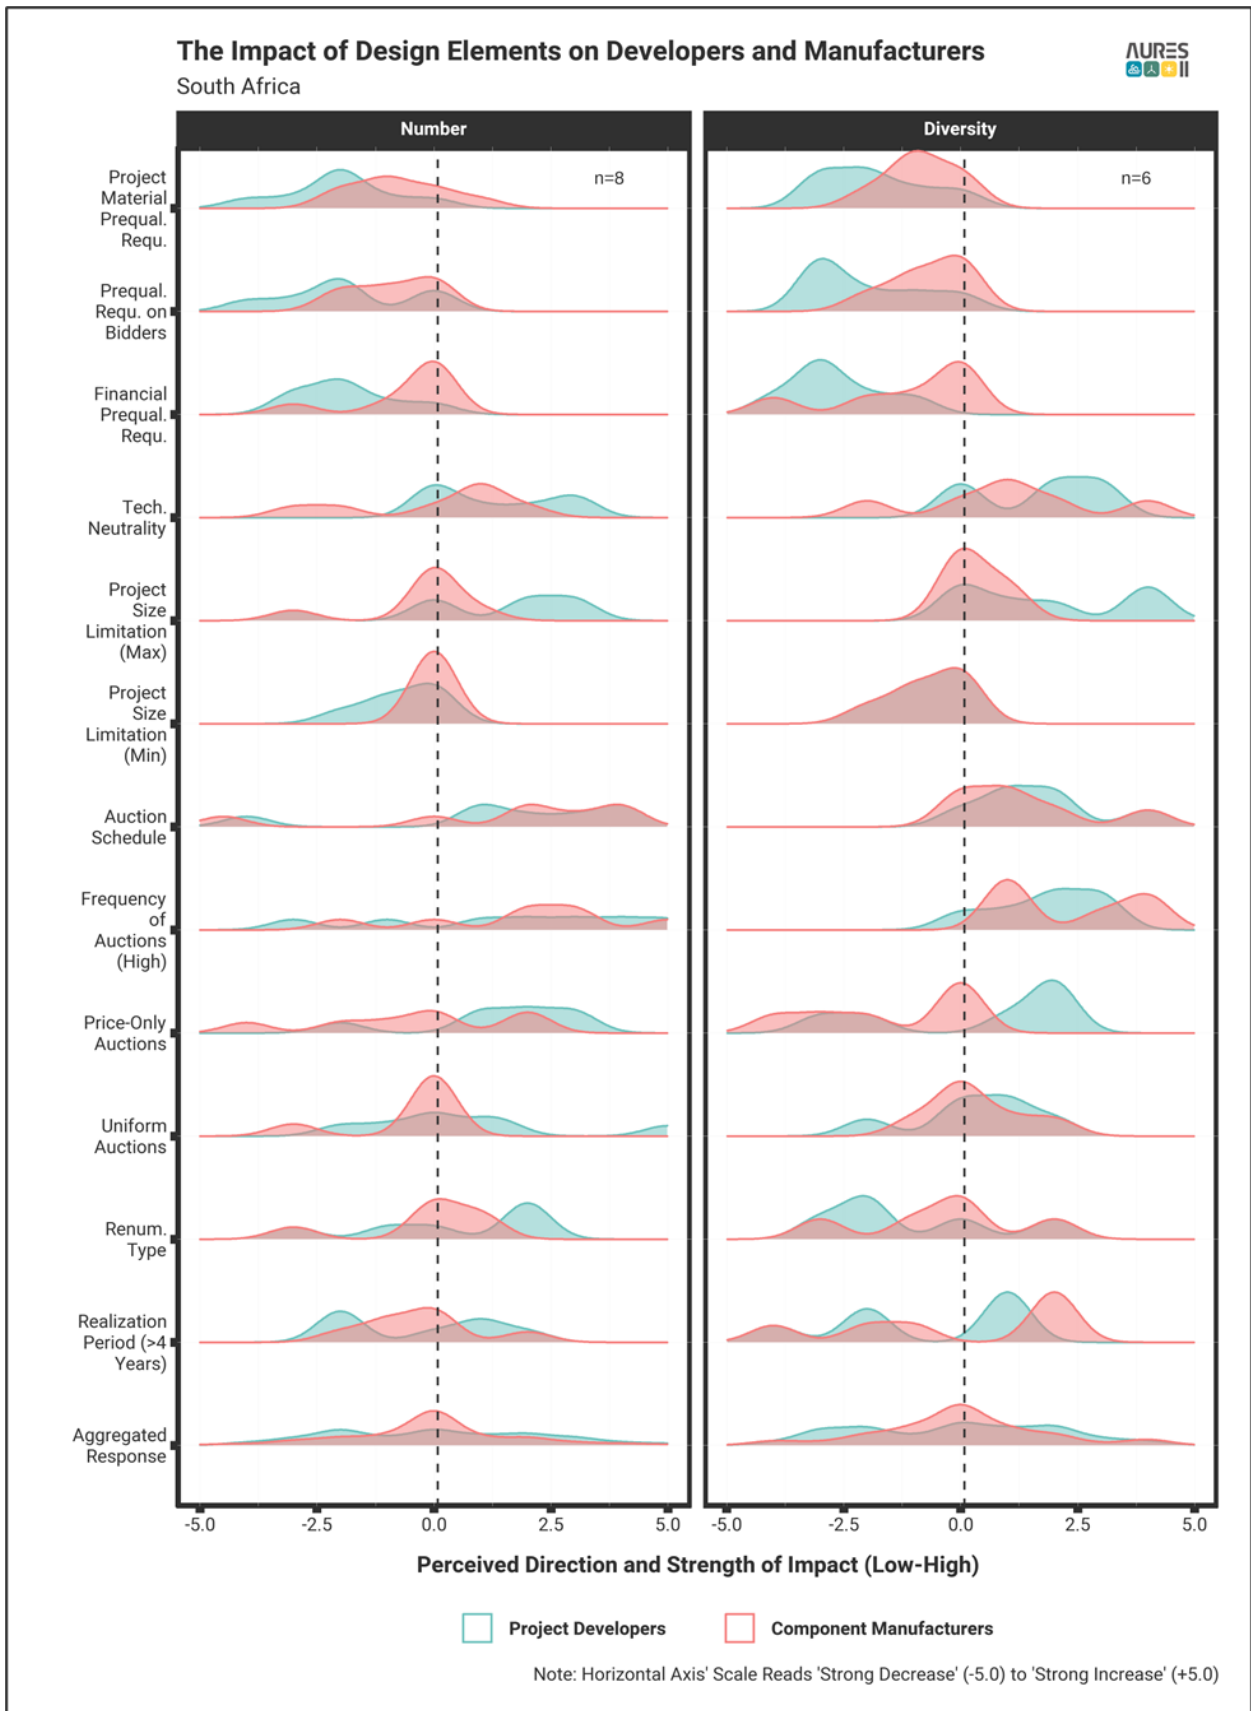 The Impact of Design Elements on Developers and Manufacturers
AURES
II
South Africa
Number
Diversity
n=8
n=6
Project
Material
Prequal.
Requ.
Prequal.
Requ. on
Bidders
Financial
Prequal.
Requ.
Tech.
Neutrality
Project
Size
Limitation
(Max)
Project
Size
Limitation
(Min)
Auction
Schedule
Frequency
of
Auctions
(High)
Price-Only
Auctions
Uniform
Auctions
Renum.
Type
Realization
Period (>4
Years)
Aggregated
Response
-5.0 -2.5 0.0 2.5 5.0
-5.0 -2.5 0.0 2.5 5.0
Perceived Direction and Strength of Impact (Low-High)
Project Developers
Component Manufacturers
Note: Horizontal Axis' Scale Reads 'Strong Decrease' (-5.0) to 'Strong Increase' (+5.0)